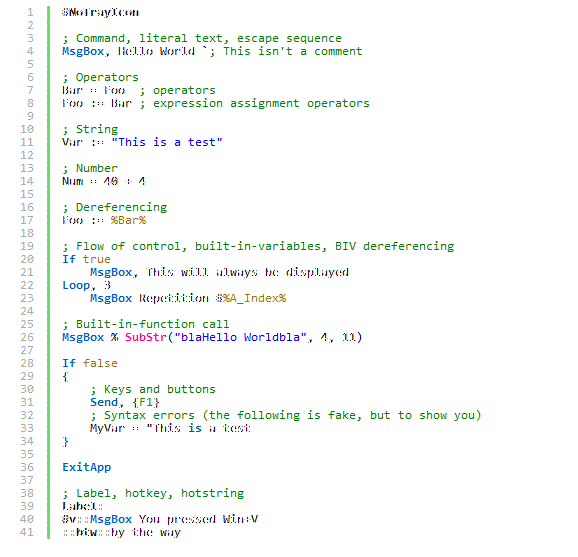 1 #NoTrayIcon
2
3 ; Command, literal text, escape sequence
4 MsgBox, Hello World `; This isn't a comment
5
6 ; Operators
7 Bar = Foo  ; operators
8 Foo := Bar ; expression assignment operators
9
10 ; String
11 Var := "This is a test"
12
13 ; Number
14 Num = 40 + 4
15
16 ; Dereferencing
17 Foo := %Bar%
18
19 ; Flow of control, built-in-variables, BIV dereferencing
20 If true
21     MsgBox, This will always be displayed
22 Loop, 3
23     MsgBox Repetition #%A_Index%
24
25 ; Built-in-function call
26 MsgBox % SubStr("blaHello Worldbla", 4, 11)
27
28 If false
29 {
30     ; Keys and buttons
31     Send, {F1}
32     ; Syntax errors (the following is fake, but to show you)
33     MyVar = "This is a test
34 }
35
36 ExitApp
37
38 ; Label, hotkey, hotstring
39 Label:
40 #v::MsgBox You pressed Win+V
41 ::btw::by the way